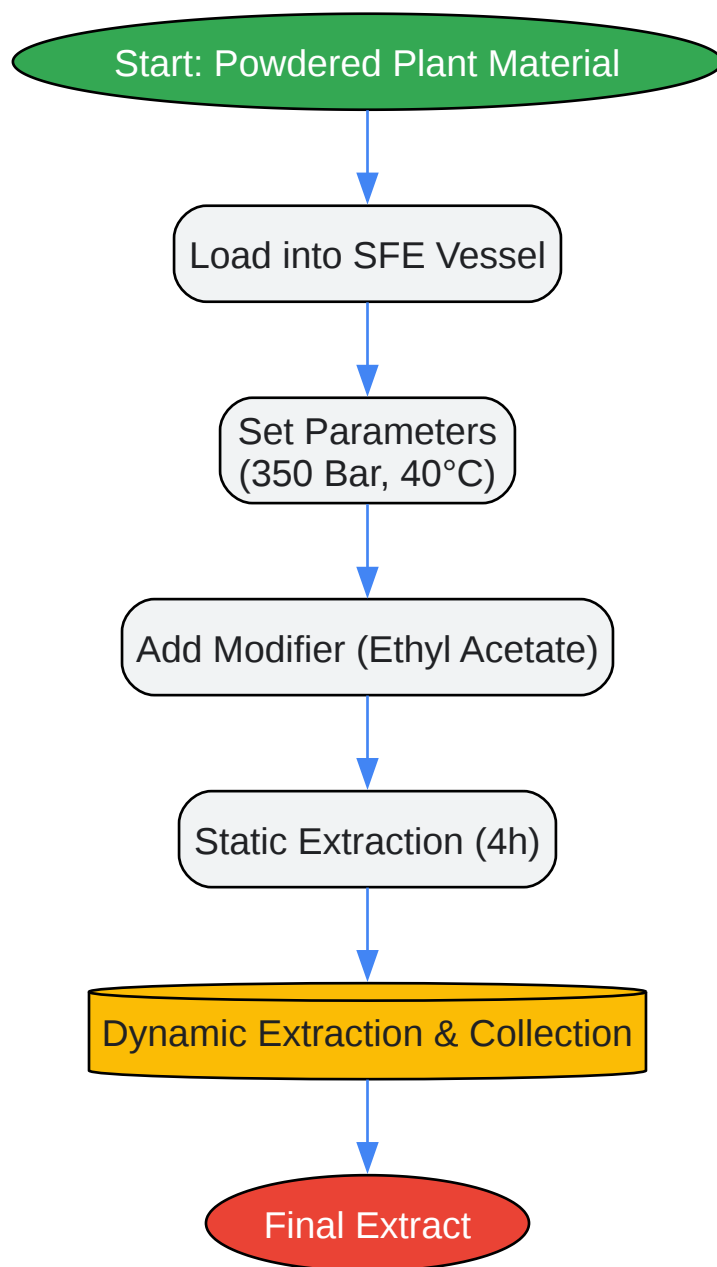 Start: Powdered Plant Material
Load into SFE Vessel
Set Parameters
(350 Bar, 40°C)
Add Modifier (Ethyl Acetate)
Static Extraction (4h)
Dynamic Extraction & Collection
Final Extract